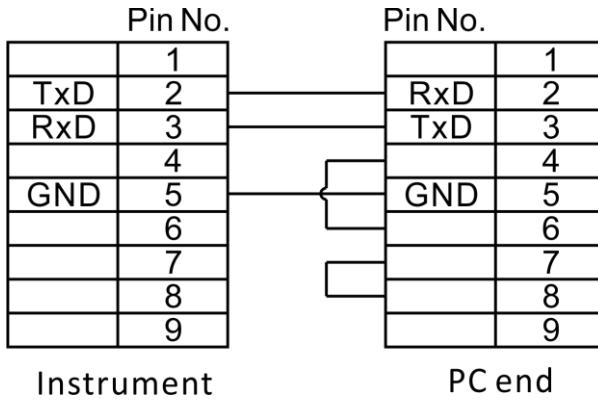 Pin No. Pin No.
1 1
TxD 2 RxD 2
RxD 3 TxD 3
4 4
GND 5 GND 5
6 6
7 7
8 8
9 9
Instrument PC end